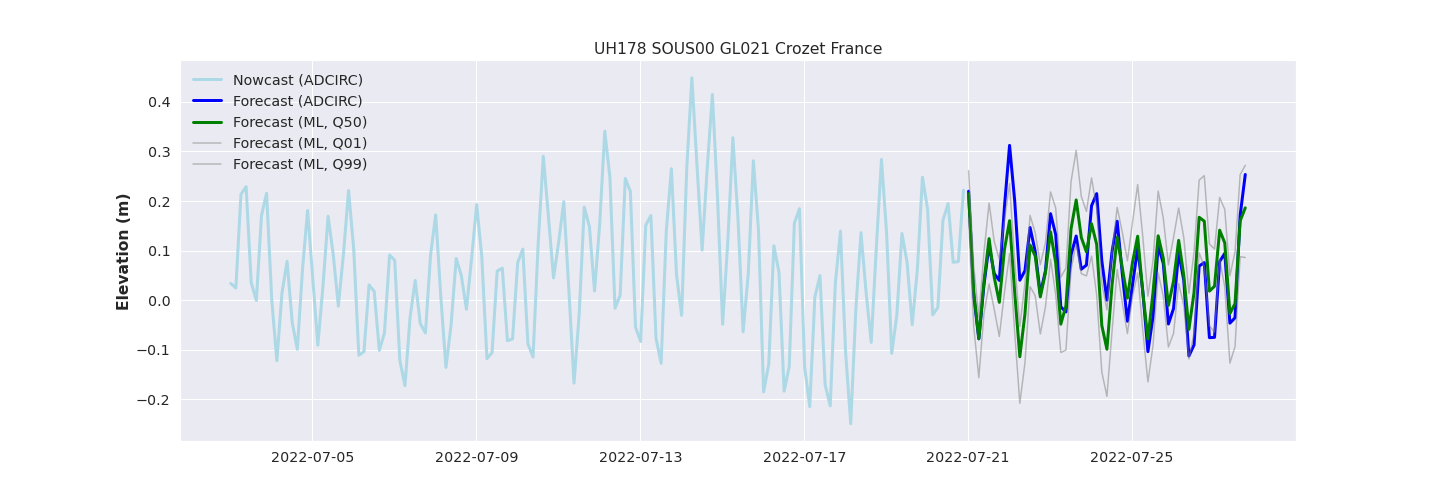 UH178 SOUS00 GL021 Crozet France
Nowcast (ADCIRC)
Forecast (ADCIRC)
Forecast (ML, Q50)
Forecast (ML, Q01)
Forecast (ML, Q99)
Elevation (m)
0.4
0.3
0.2
0.1
0.0
−0.1
−0.2
2022-07-05 2022-07-09 2022-07-13 2022-07-17 2022-07-21 2022-07-25